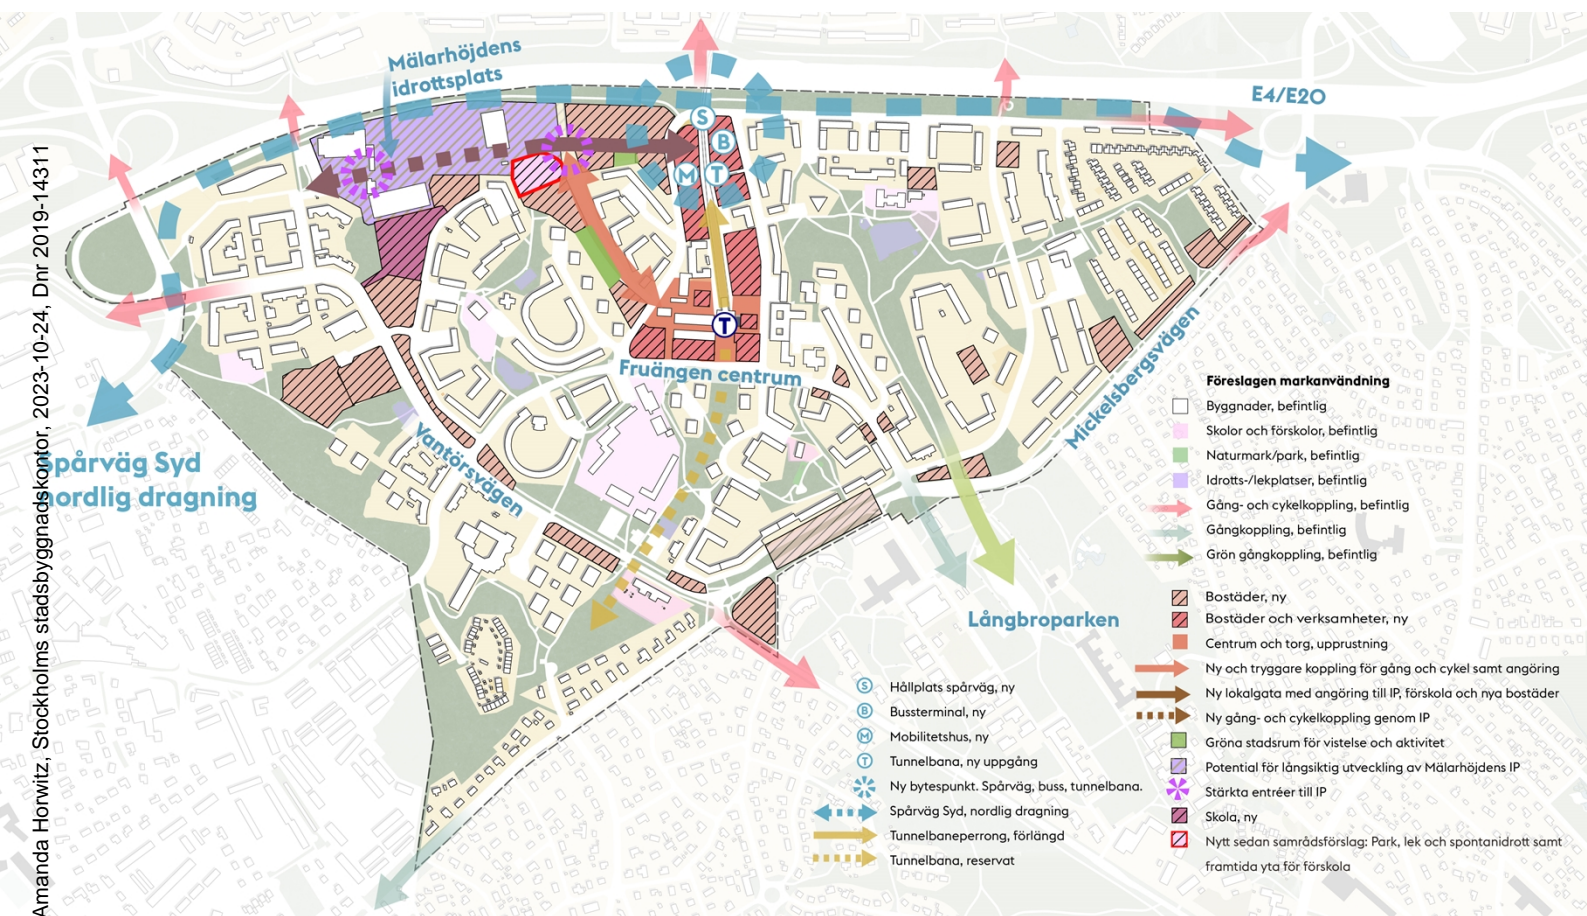 Mälarhöjdens
idrottsplats
E4/E20
S
B
M
T
T
Fruängen centrum
Mickelsbergsvägen
Vantörsvägen
Spårväg Syd
nordlig dragning
Långbroparken
Amanda Horwitz, Stockholms stadsbyggnadskontor, 2023-10-24, Dnr 2019-14311
Föreslagen markanvändning
Byggnader, befintlig
Skolor och förskolor, befintlig
Naturmark/park, befintlig
Idrotts-/lekplatser, befintlig
Gång- och cykelkoppling, befintlig
Gångkoppling, befintlig
Grön gångkoppling, befintlig
Bostäder, ny
Bostäder och verksamheter, ny
Centrum och torg, upprustning
Ny och tryggare koppling för gång och cykel samt angöring
Ny lokalgata med angöring till IP, förskola och nya bostäder
Ny gång- och cykelkoppling genom IP
Gröna stadsrum för vistelse och aktivitet
Potential för långsiktig utveckling av Mälarhöjdens IP
Stärkta entréer till IP
Skola, ny
Nytt sedan samrådsförslag: Park, lek och spontanidrott samt
framtida yta för förskola
S Hållplats spårväg, ny
B Bussterminal, ny
M Mobilitetshus, ny
T Tunnelbana, ny uppgång
Ny bytespunkt. Spårväg, buss, tunnelbana.
Spårväg Syd, nordlig dragning
Tunnelbaneperrong, förlängd
Tunnelbana, reservat